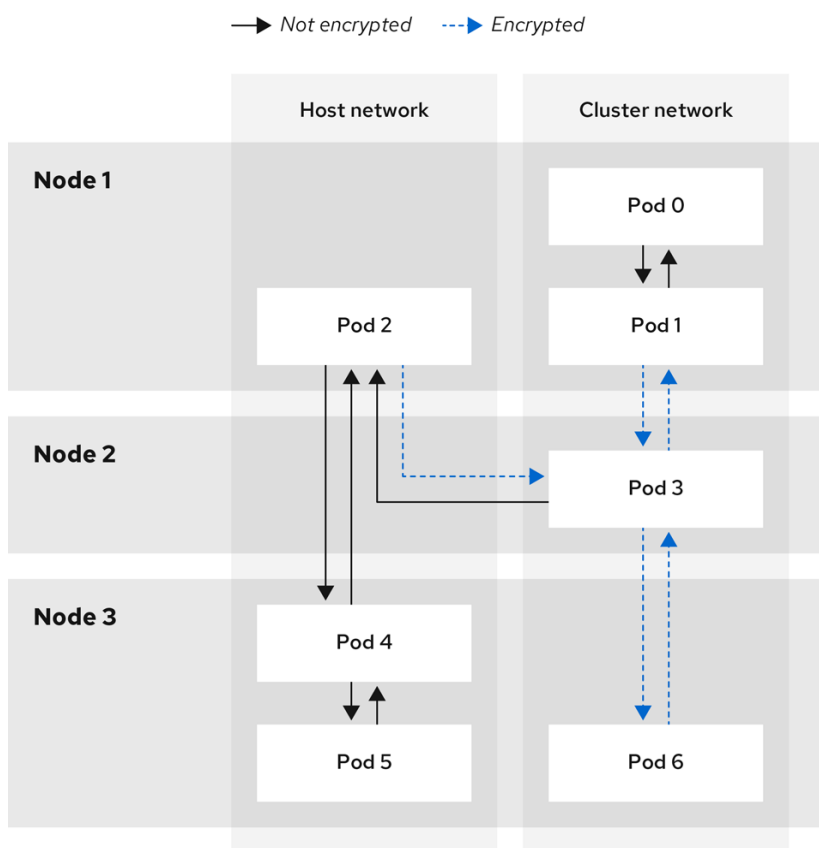 Not encrypted Encrypted
Host network Cluster network
Node 1
Pod 0
Pod 2 Pod 1
Node 2
Pod 3
Node 3
Pod 4
Pod 5 Pod 6